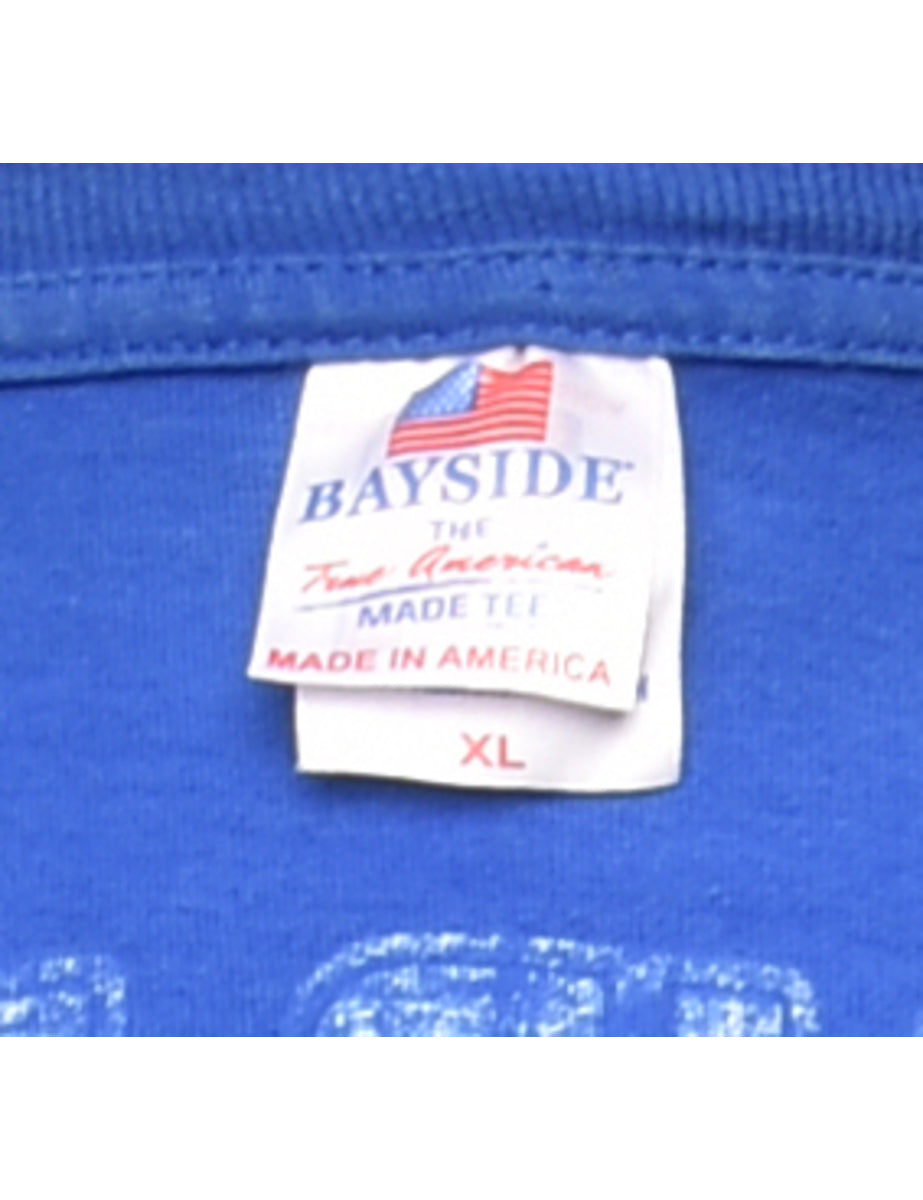 BAYSIDE
THE
True American
MADE TEE
MADE IN AMERICA
XL